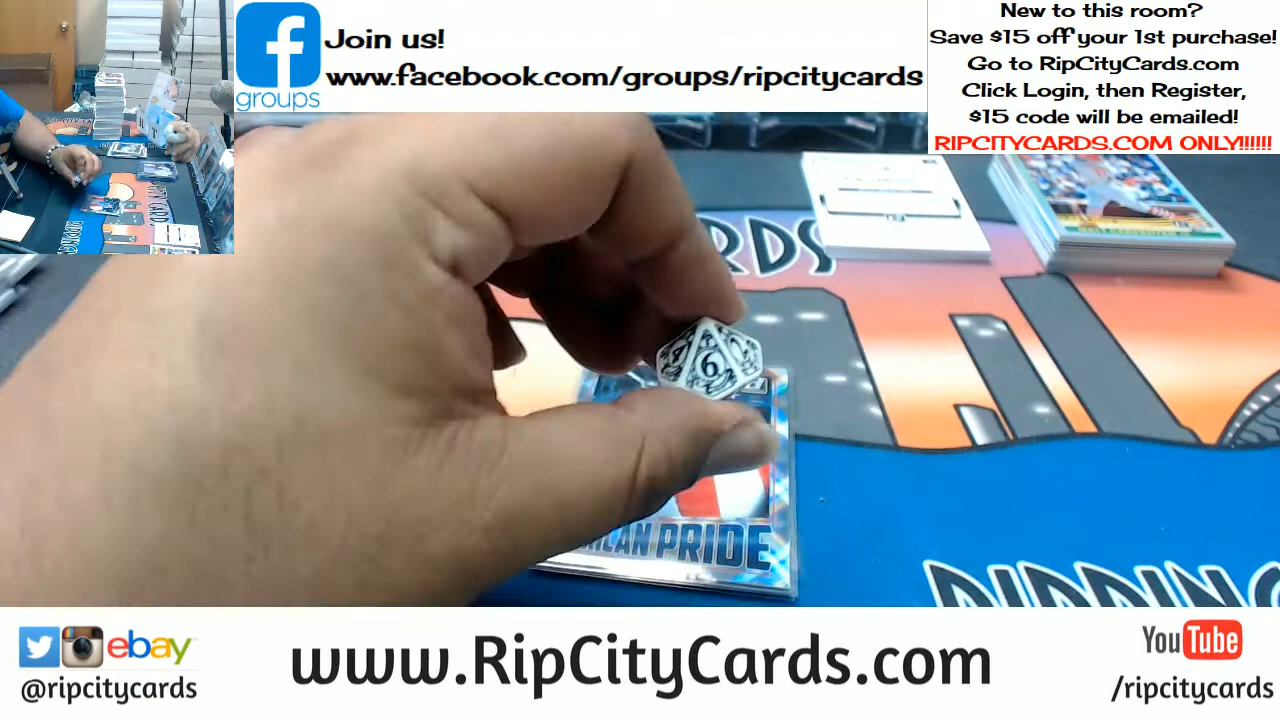 Join us!
www.facebook.com/groups/ripcitycards
groups
New to this room?
Save $15 off your 1st purchase!
Go to RipCityCards.com
Click Login, then Register,
$15 code will be emailed!
RIPCITYCARDS.COM ONLY!!!!!!
RDS
6
PRIDE
RIPPING
ebay
@ripcitycards
www.RipCityCards.com
YouTube
/ripcitycards